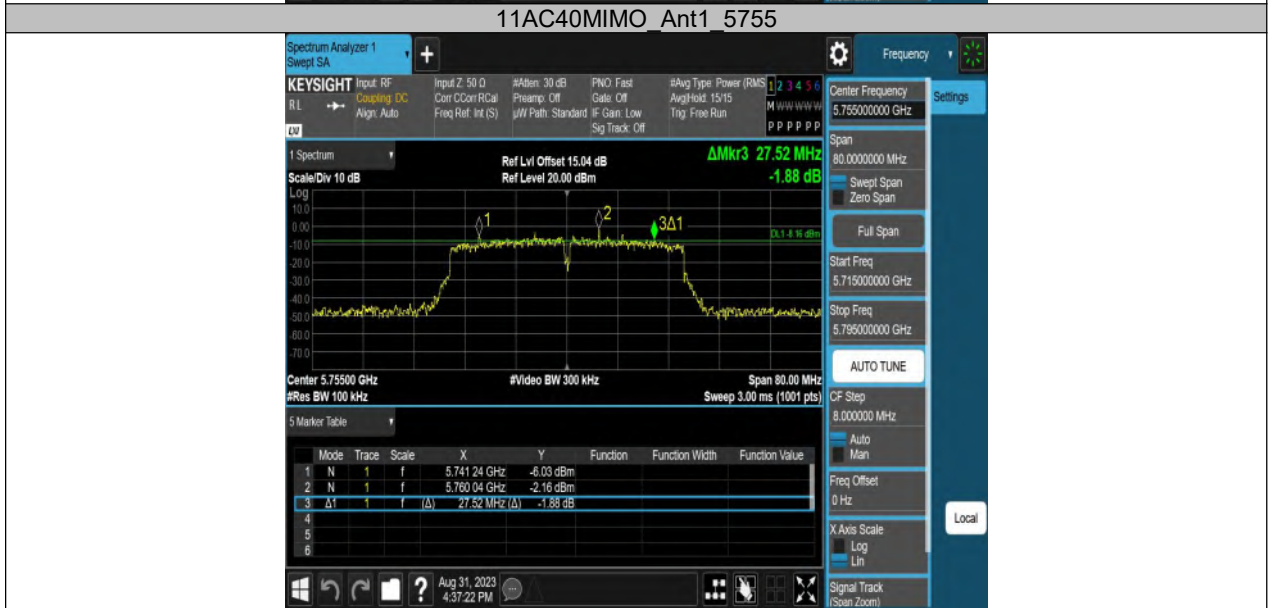 11AC40MIMO_Ant1_5755
Spectrum Analyzer 1
Swept SA
+
Frequency
KEYSIGHT
RL
LXI
Input: RF
Coupling: DC
Align: Auto
Input Z: 50 Ω
Corr CCorr RCal
Freq Ref: Int (S)
#Atten: 30 dB
Preamp: Off
µW Path: Standard
PNO: Fast
Gate: Off
IF Gain: Low
Sig Track: Off
#Avg Type: Power (RMS
Avg|Hold: 15/15
Trig: Free Run
1 2 3 4 5 6
M W W W W W
P P P P P P
Center Frequency
5.755000000 GHz
Settings
Span
80.0000000 MHz
Swept Span
Zero Span
Full Span
Start Freq
5.715000000 GHz
Stop Freq
5.795000000 GHz
AUTO TUNE
CF Step
8.000000 MHz
Auto
Man
Freq Offset
0 Hz
X Axis Scale
Log
Lin
Signal Track
(Span Zoom)
Local
1 Spectrum
Scale/Div 10 dB
Log
Ref Lvl Offset 15.04 dB
Ref Level 20.00 dBm
ΔMkr3 27.52 MHz
-1.88 dB
10.0
0.00
-10.0
-20.0
-30.0
-40.0
-50.0
-60.0
-70.0
1
2
3Δ1
DL1 -8.16 dBm
Center 5.75500 GHz
#Video BW 300 kHz
Span 80.00 MHz
#Res BW 100 kHz
Sweep 3.00 ms (1001 pts)
5 Marker Table
Mode Trace Scale X Y Function Function Width Function Value
1 N 1 f 5.741 24 GHz -6.03 dBm
2 N 1 f 5.760 04 GHz -2.16 dBm
3 Δ1 1 f (Δ) 27.52 MHz (Δ) -1.88 dB
4
5
6
?
Aug 31, 2023
4:37:22 PM